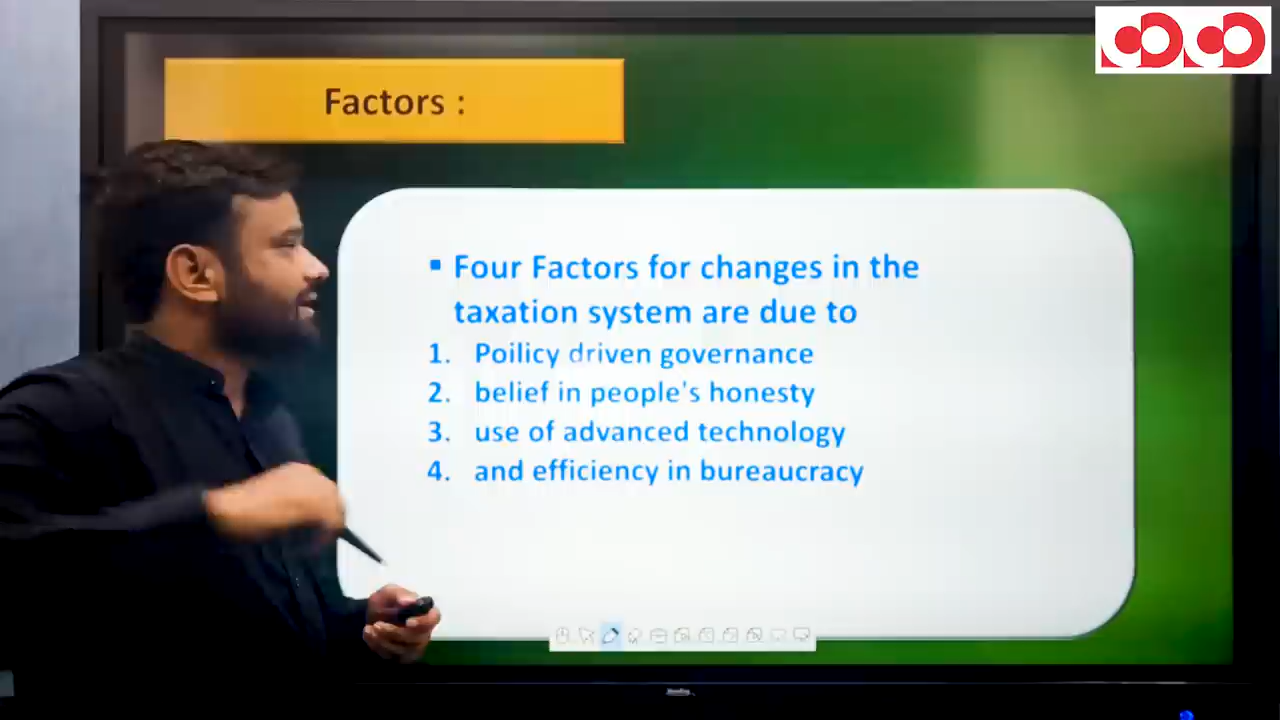 Factors :
▪ Four Factors for changes in the
taxation system are due to
1. Poilicy driven governance
2. belief in people's honesty
3. use of advanced technology
4. and efficiency in bureaucracy